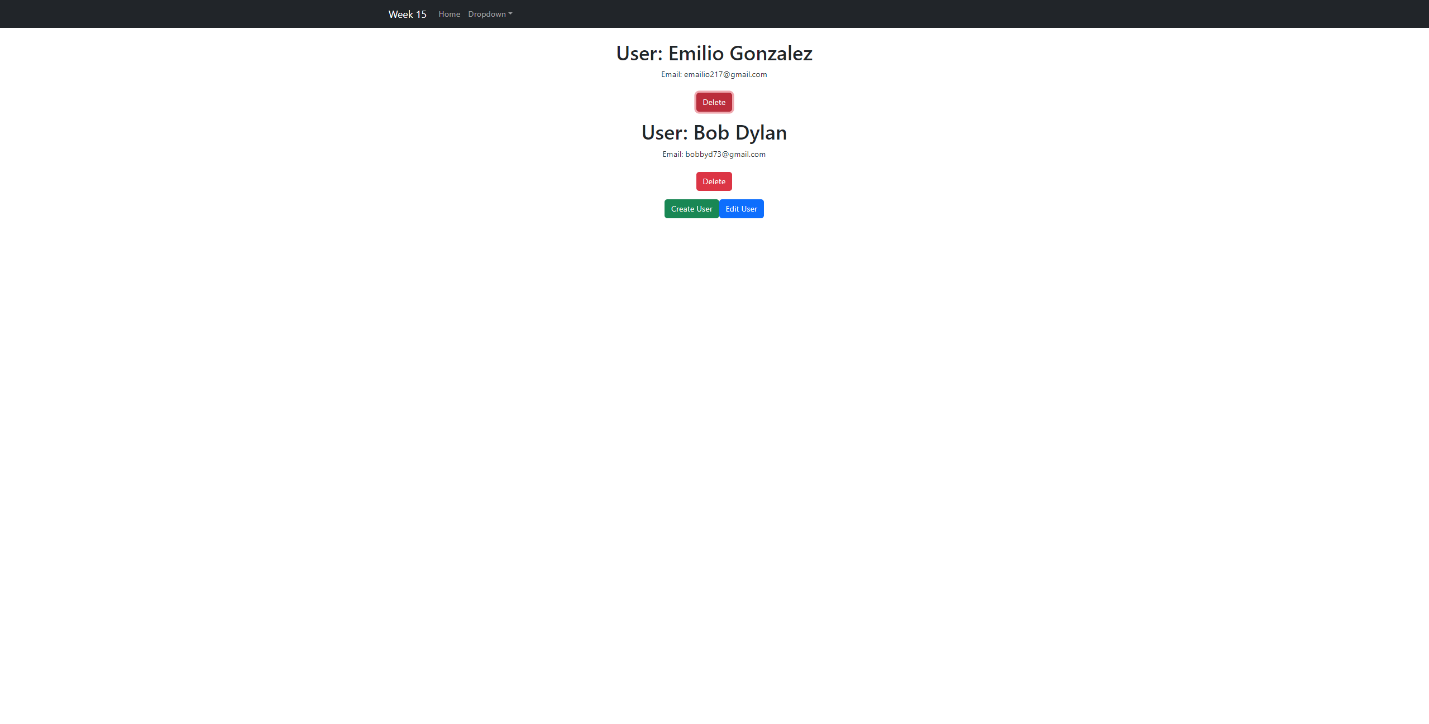 Week 15 Home Dropdown
User: Emilio Gonzalez
Email: emailio217@gmail.com
Delete
User: Bob Dylan
Email: bobbyd73@gmail.com
Delete
Create User Edit User